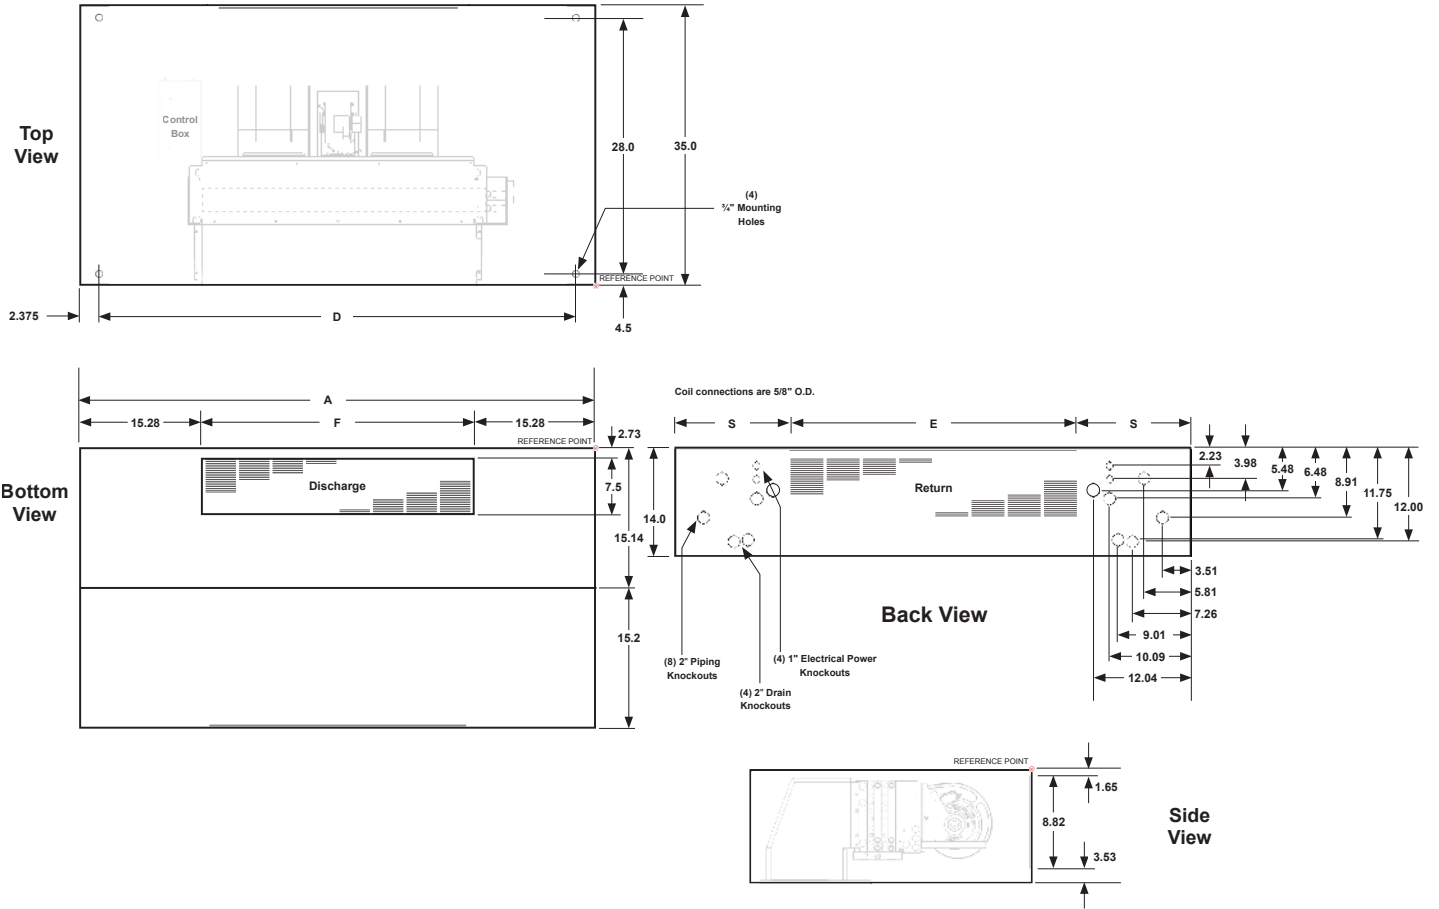 Top
View
Control
Box
28.0
35.0
(4)
¾" Mounting
Holes
REFERENCE POINT
2.375
D
4.5
A
15.28
F
15.28
2.73
REFERENCE POINT
Bottom
View
Discharge
7.5
15.14
15.2
Coil connections are 5/8" O.D.
S
E
S
14.0
Return
2.23
3.98
5.48
6.48
8.91
11.75
12.00
3.51
5.81
7.26
9.01
10.09
12.04
Back View
(8) 2" Piping
Knockouts
(4) 1" Electrical Power
Knockouts
(4) 2" Drain
Knockouts
REFERENCE POINT
1.65
8.82
3.53
Side
View